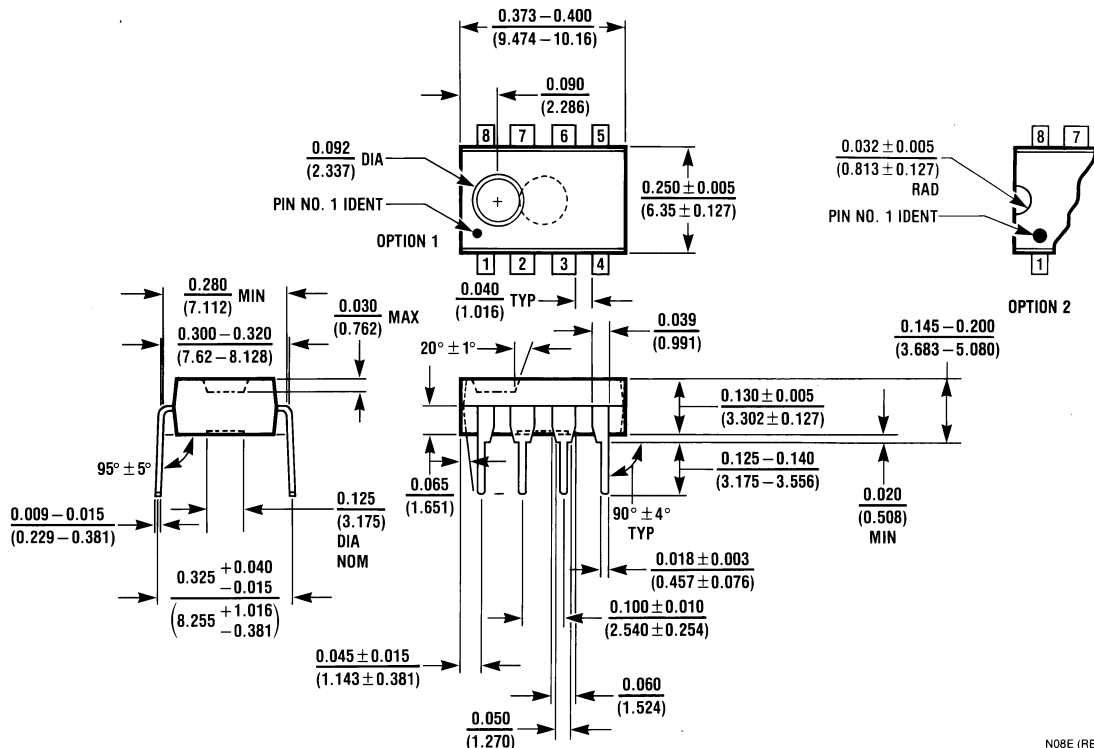 0.373 – 0.400
(9.474 – 10.16)
0.090
(2.286)
8 7 6 5
0.092 DIA
(2.337)
PIN NO. 1 IDENT
OPTION 1
0.250 ± 0.005
(6.35 ± 0.127)
1 2 3 4
8 7
0.032 ± 0.005
(0.813 ± 0.127)
RAD
PIN NO. 1 IDENT
1
OPTION 2
0.280 MIN
(7.112)
0.300 – 0.320
(7.62 – 8.128)
0.030 MAX
(0.762)
0.040 TYP
(1.016)
0.039
(0.991)
20° ± 1°
0.145 – 0.200
(3.683 – 5.080)
0.130 ± 0.005
(3.302 ± 0.127)
95° ± 5°
0.065
(1.651)
0.125 – 0.140
(3.175 – 3.556)
0.020
(0.508)
MIN
90° ± 4°
TYP
0.009 – 0.015
(0.229 – 0.381)
0.125
(3.175)
DIA
NOM
0.018 ± 0.003
(0.457 ± 0.076)
0.325 +0.040
–0.015
(8.255 +1.016
–0.381)
0.100 ± 0.010
(2.540 ± 0.254)
0.045 ± 0.015
(1.143 ± 0.381)
0.060
(1.524)
0.050
(1.270)
N08E (RE